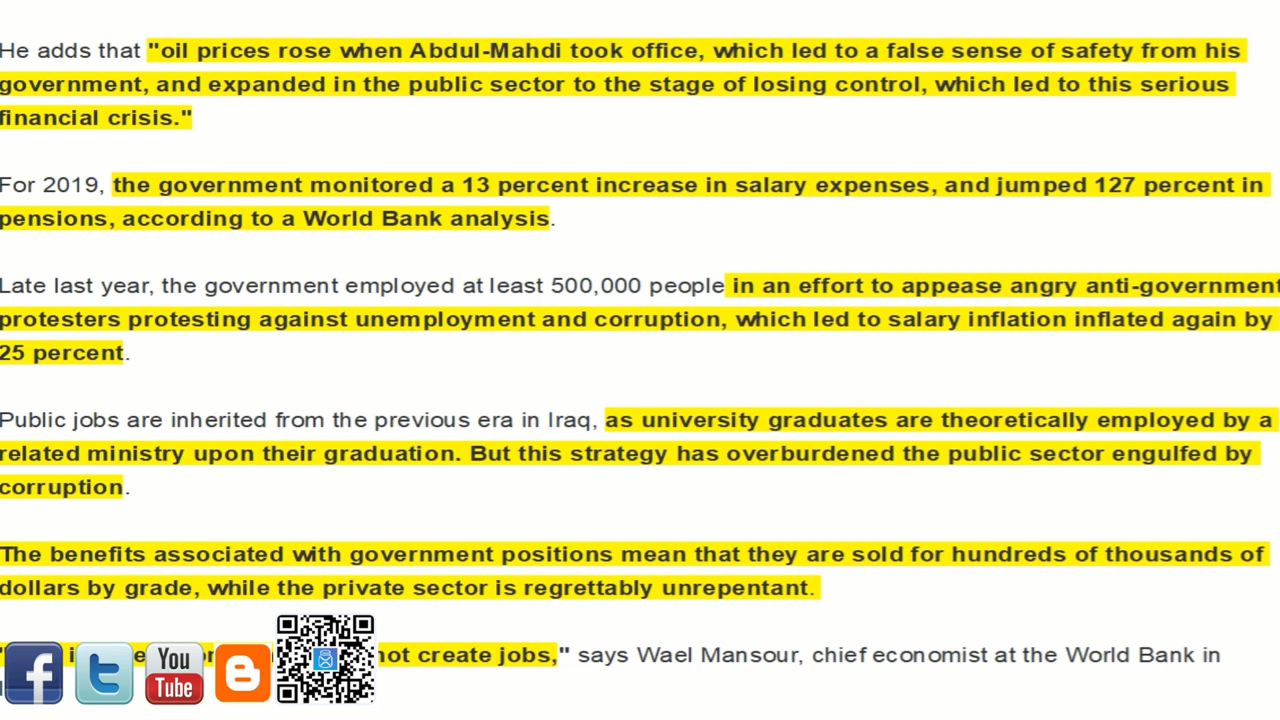 He adds that "oil prices rose when Abdul-Mahdi took office, which led to a false sense of safety from his
government, and expanded in the public sector to the stage of losing control, which led to this serious
financial crisis."
For 2019, the government monitored a 13 percent increase in salary expenses, and jumped 127 percent in
pensions, according to a World Bank analysis.
Late last year, the government employed at least 500,000 people in an effort to appease angry anti-government
protesters protesting against unemployment and corruption, which led to salary inflation inflated again by
25 percent.
Public jobs are inherited from the previous era in Iraq, as university graduates are theoretically employed by a
related ministry upon their graduation. But this strategy has overburdened the public sector engulfed by
corruption.
The benefits associated with government positions mean that they are sold for hundreds of thousands of
dollars by grade, while the private sector is regrettably unrepentant.
not create jobs," says Wael Mansour, chief economist at the World Bank in
f
t
You
Tube
B